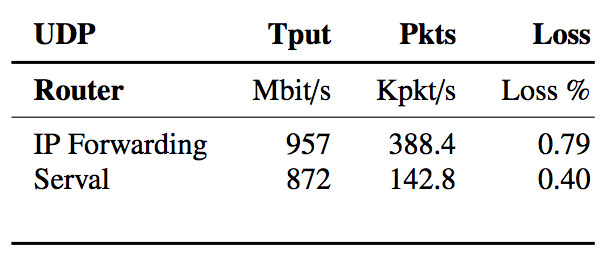 UDP Tput Pkts Loss
Router Mbit/s Kpkt/s Loss %
IP Forwarding 957 388.4 0.79
Serval 872 142.8 0.40